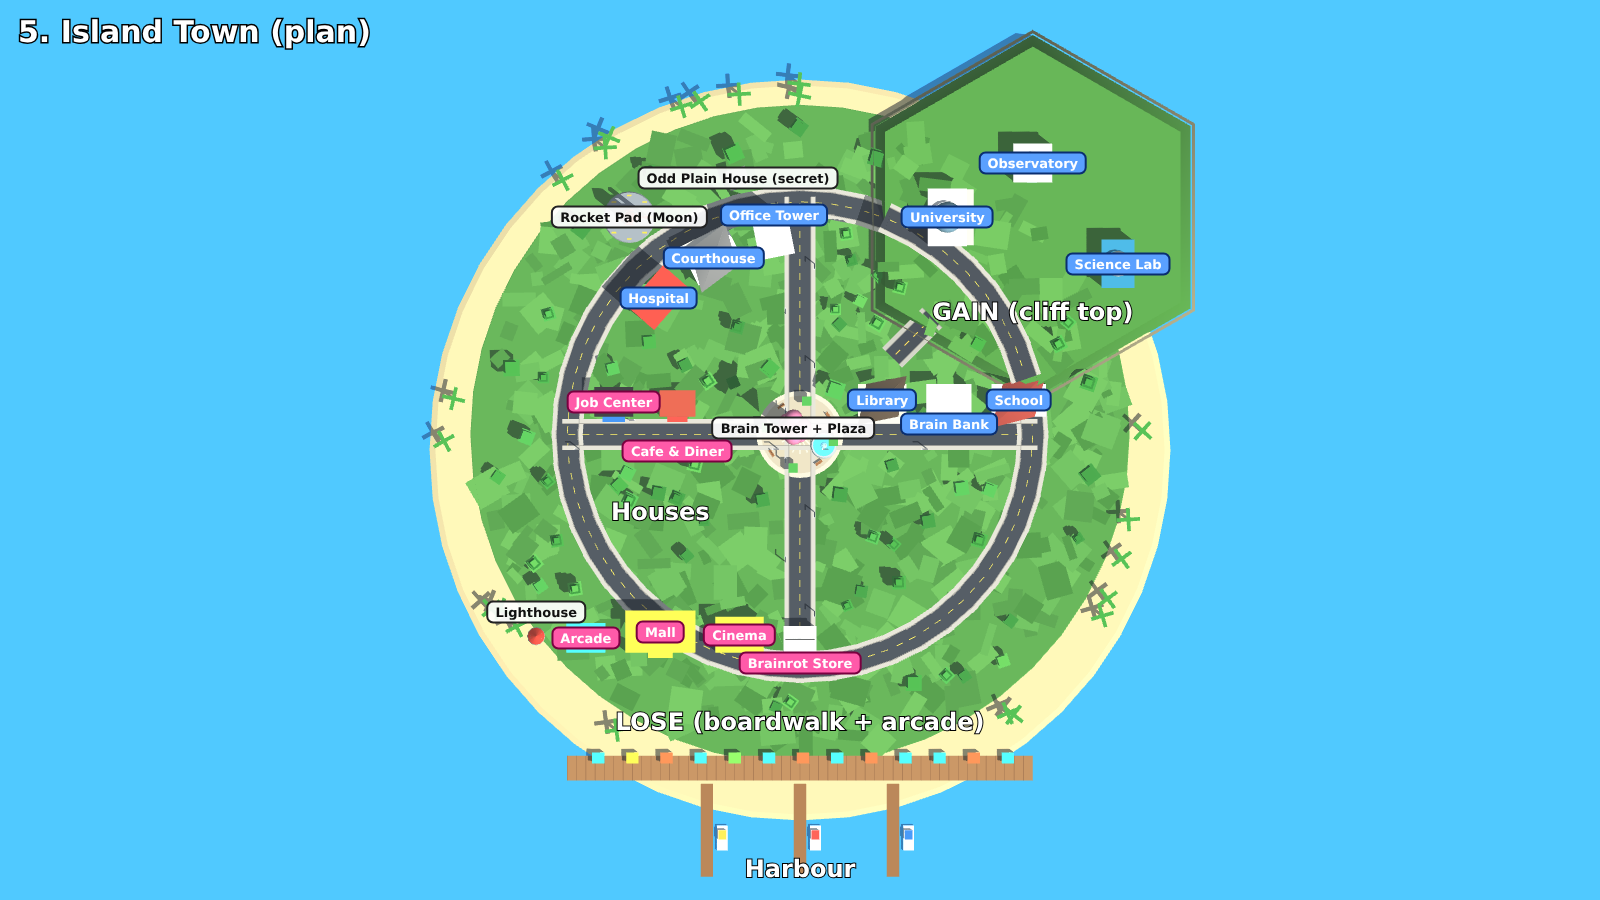 5. Island Town (plan)
Observatory
Odd Plain House (secret)
Rocket Pad (Moon)
Office Tower
University
Courthouse
Science Lab
Hospital
GAIN (cliff top)
Job Center
Library
School
Brain Bank
Brain Tower + Plaza
Cafe & Diner
Houses
Lighthouse
Arcade
Mall
Cinema
Brainrot Store
LOSE (boardwalk + arcade)
Harbour